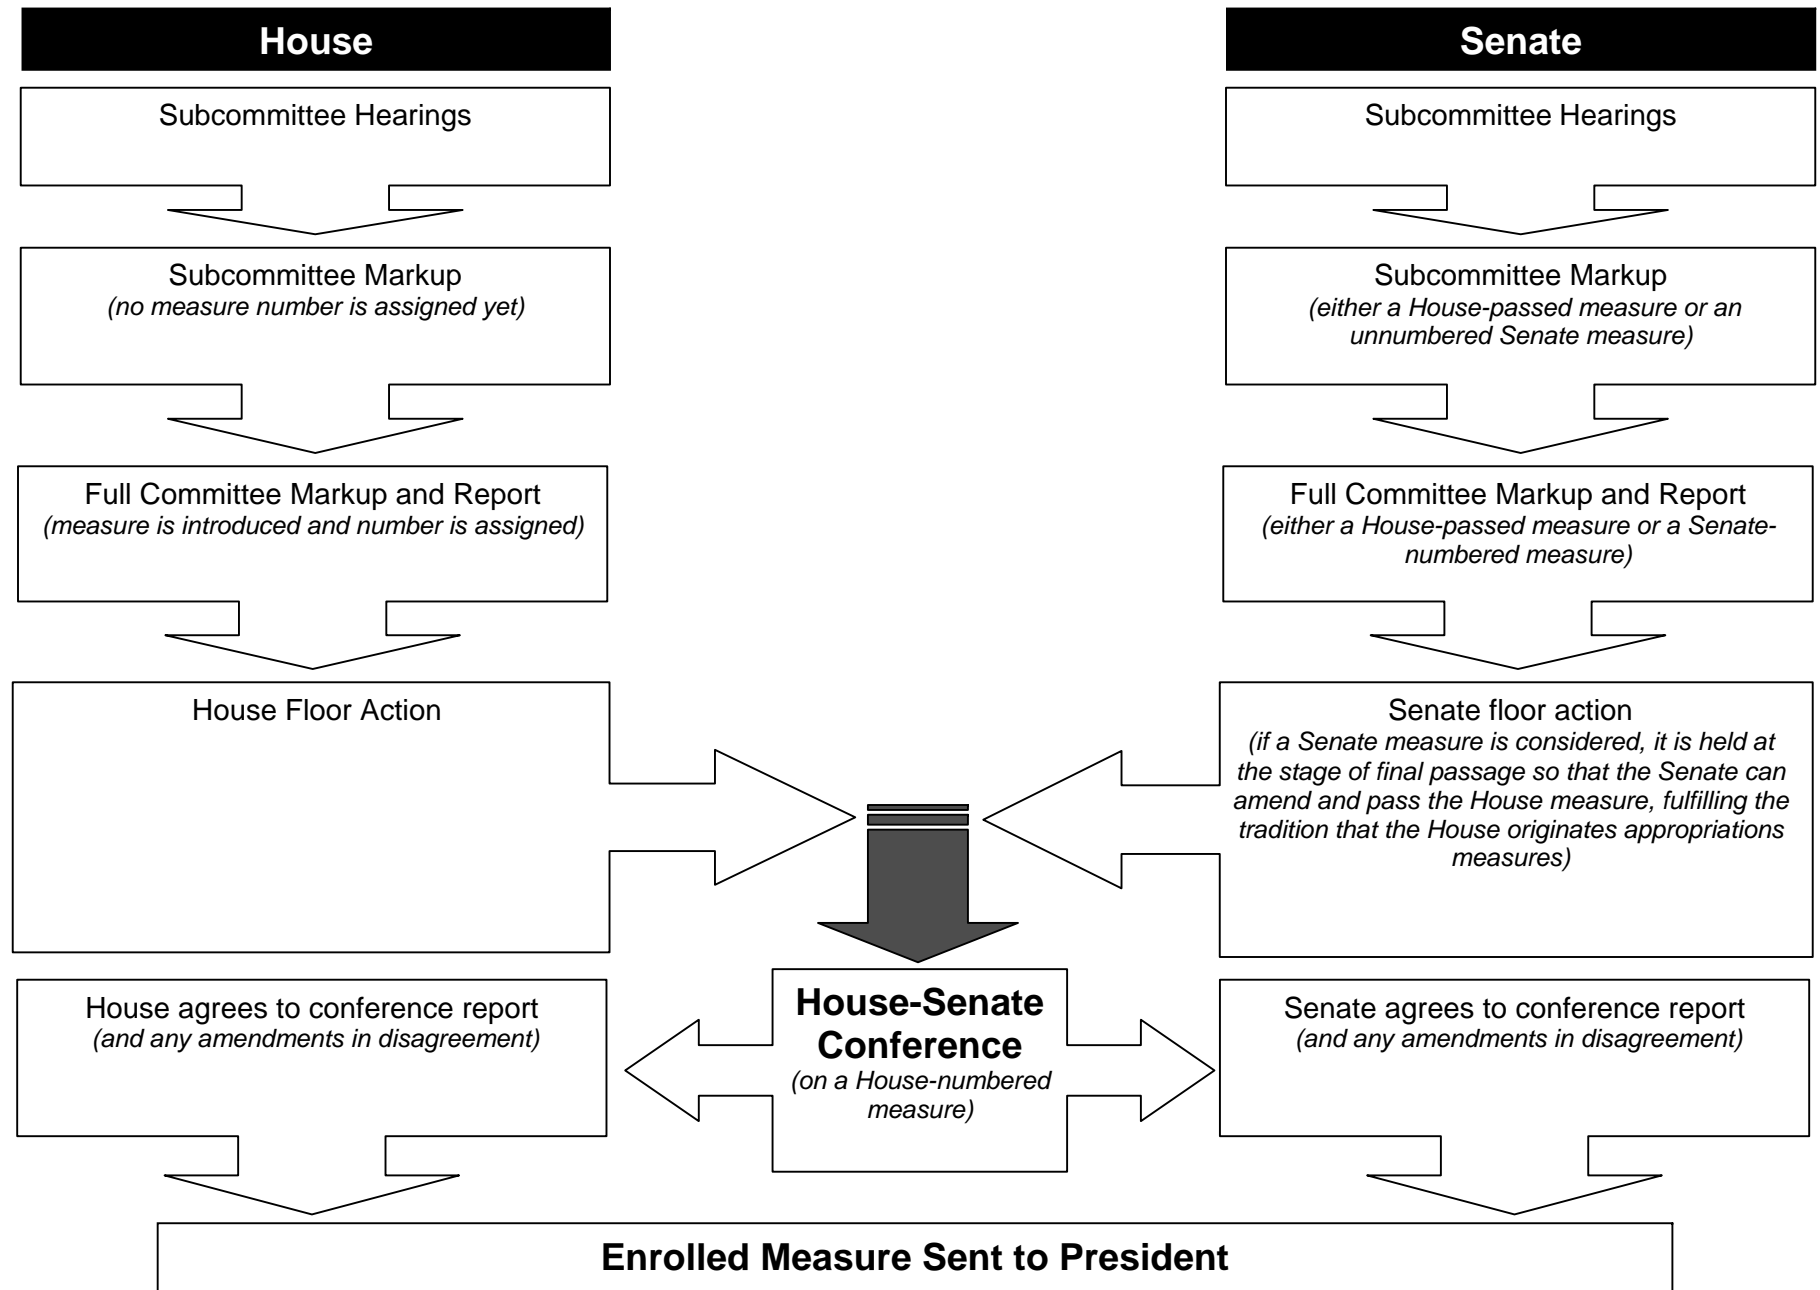 House
Subcommittee Hearings
Subcommittee Markup
(no measure number is assigned yet)
Full Committee Markup and Report
(measure is introduced and number is assigned)
House Floor Action
House agrees to conference report
(and any amendments in disagreement)
House-Senate
Conference
(on a House-numbered
measure)
Senate
Subcommittee Hearings
Subcommittee Markup
(either a House-passed measure or an
unnumbered Senate measure)
Full Committee Markup and Report
(either a House-passed measure or a Senate-
numbered measure)
Senate floor action
(if a Senate measure is considered, it is held at
the stage of final passage so that the Senate can
amend and pass the House measure, fulfilling the
tradition that the House originates appropriations
measures)
Senate agrees to conference report
(and any amendments in disagreement)
Enrolled Measure Sent to President